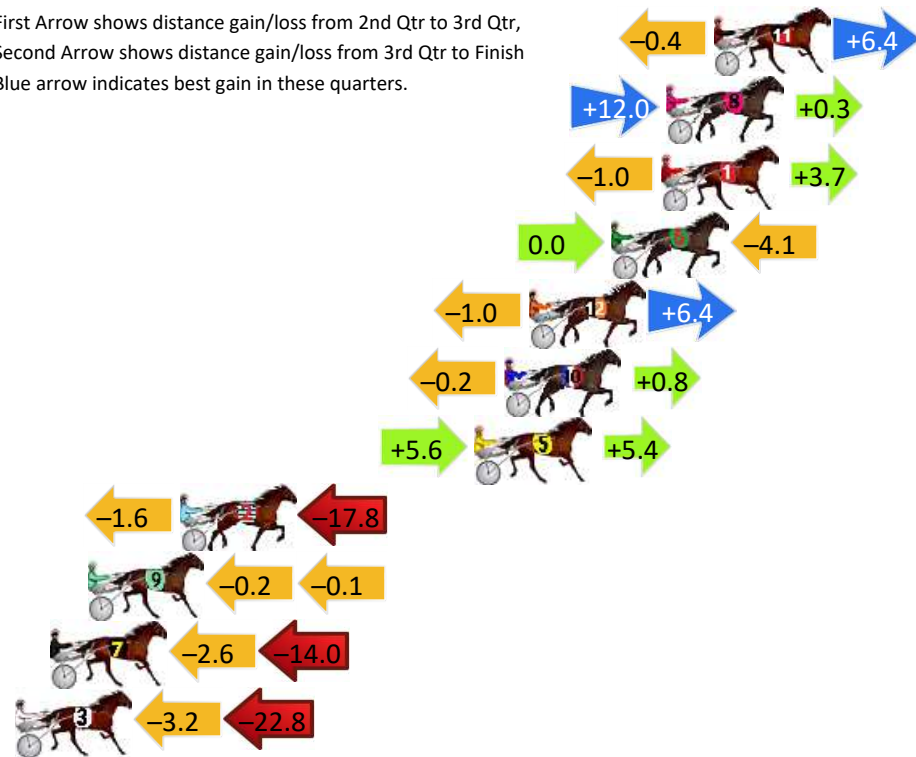 First Arrow shows distance gain/loss from 2nd Qtr to 3rd Qtr,
Second Arrow shows distance gain/loss from 3rd Qtr to Finish
Blue arrow indicates best gain in these quarters.
–0.4 11 +6.4
+12.0 8 +0.3
–1.0 1 +3.7
0.0 –4.1
–1.0 12 +6.4
–0.2 10 +0.8
+5.6 5 +5.4
–1.6 2 –17.8
9 –0.2 –0.1
7 –2.6 –14.0
3 –3.2 –22.8